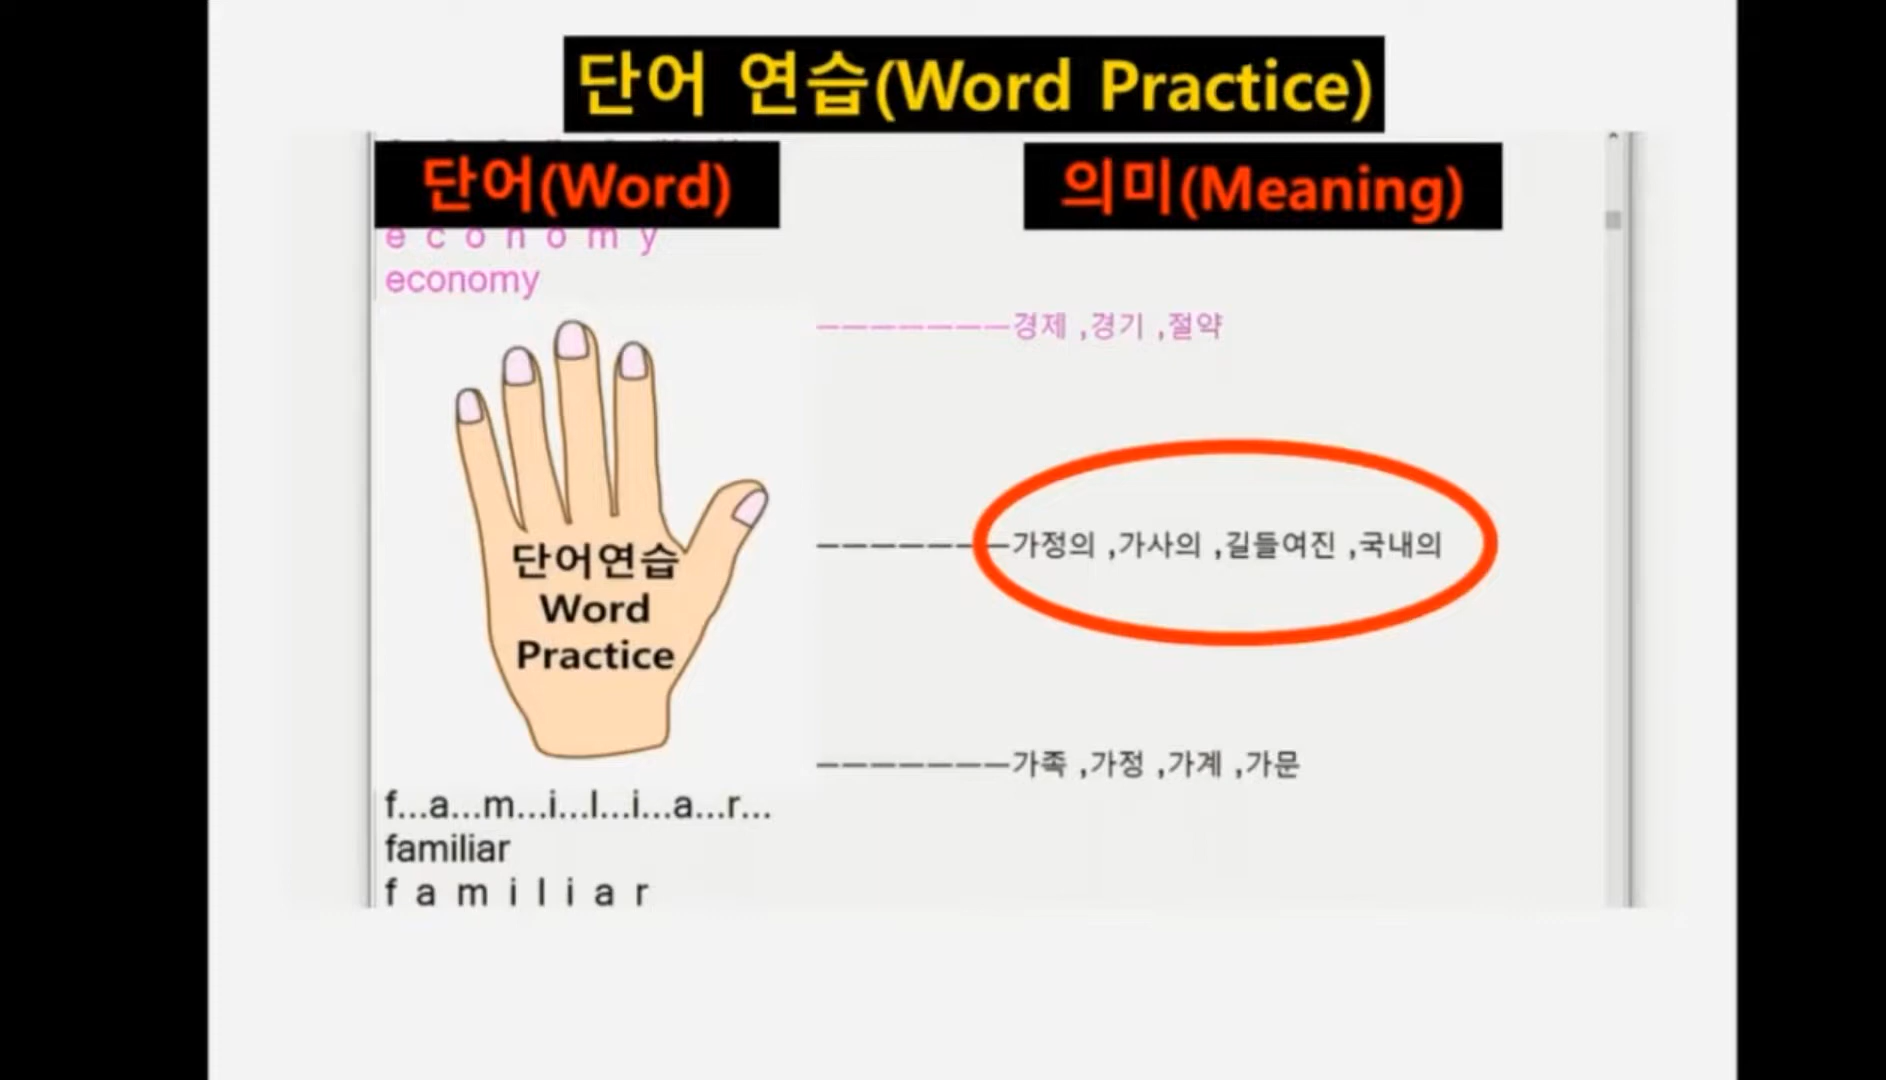 단어 연습(Word Practice)
단어(Word)
의미(Meaning)
e c o n o m y
economy
———————경제 ,경기 ,절약
———————가정의 ,가사의 ,길들여진 ,국내의
단어연습
Word
Practice
———————가족 ,가정 ,가계 ,가문
f...a...m...i...l...i...a...r...
familiar
f a m i l i a r